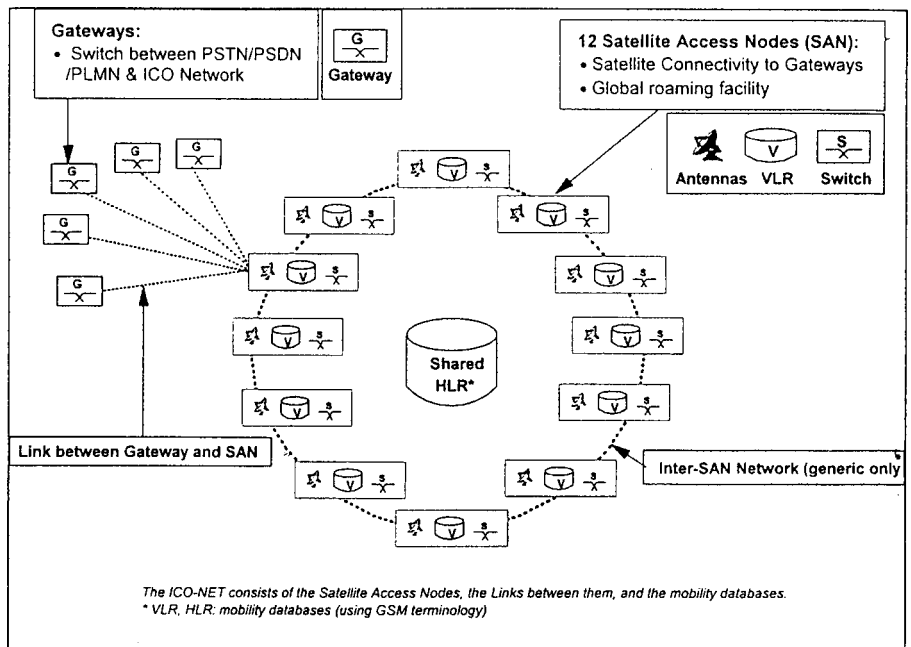 Gateways:
• Switch between PSTN/PSDN
/PLMN & ICO Network
G
X
Gateway
12 Satellite Access Nodes (SAN):
• Satellite Connectivity to Gateways
• Global roaming facility
V
S
X
Antennas VLR Switch
G
X
G
X
G
X
G
X
G
X
V S
X
V S
X
V S
X
V S
X
V S
X
V S
X
V S
X
V S
X
V S
X
V S
X
V S
X
V S
X
Shared
HLR*
Link between Gateway and SAN
Inter-SAN Network (generic only
The ICO-NET consists of the Satellite Access Nodes, the Links between them, and the mobility databases.
* VLR, HLR: mobility databases (using GSM terminology)